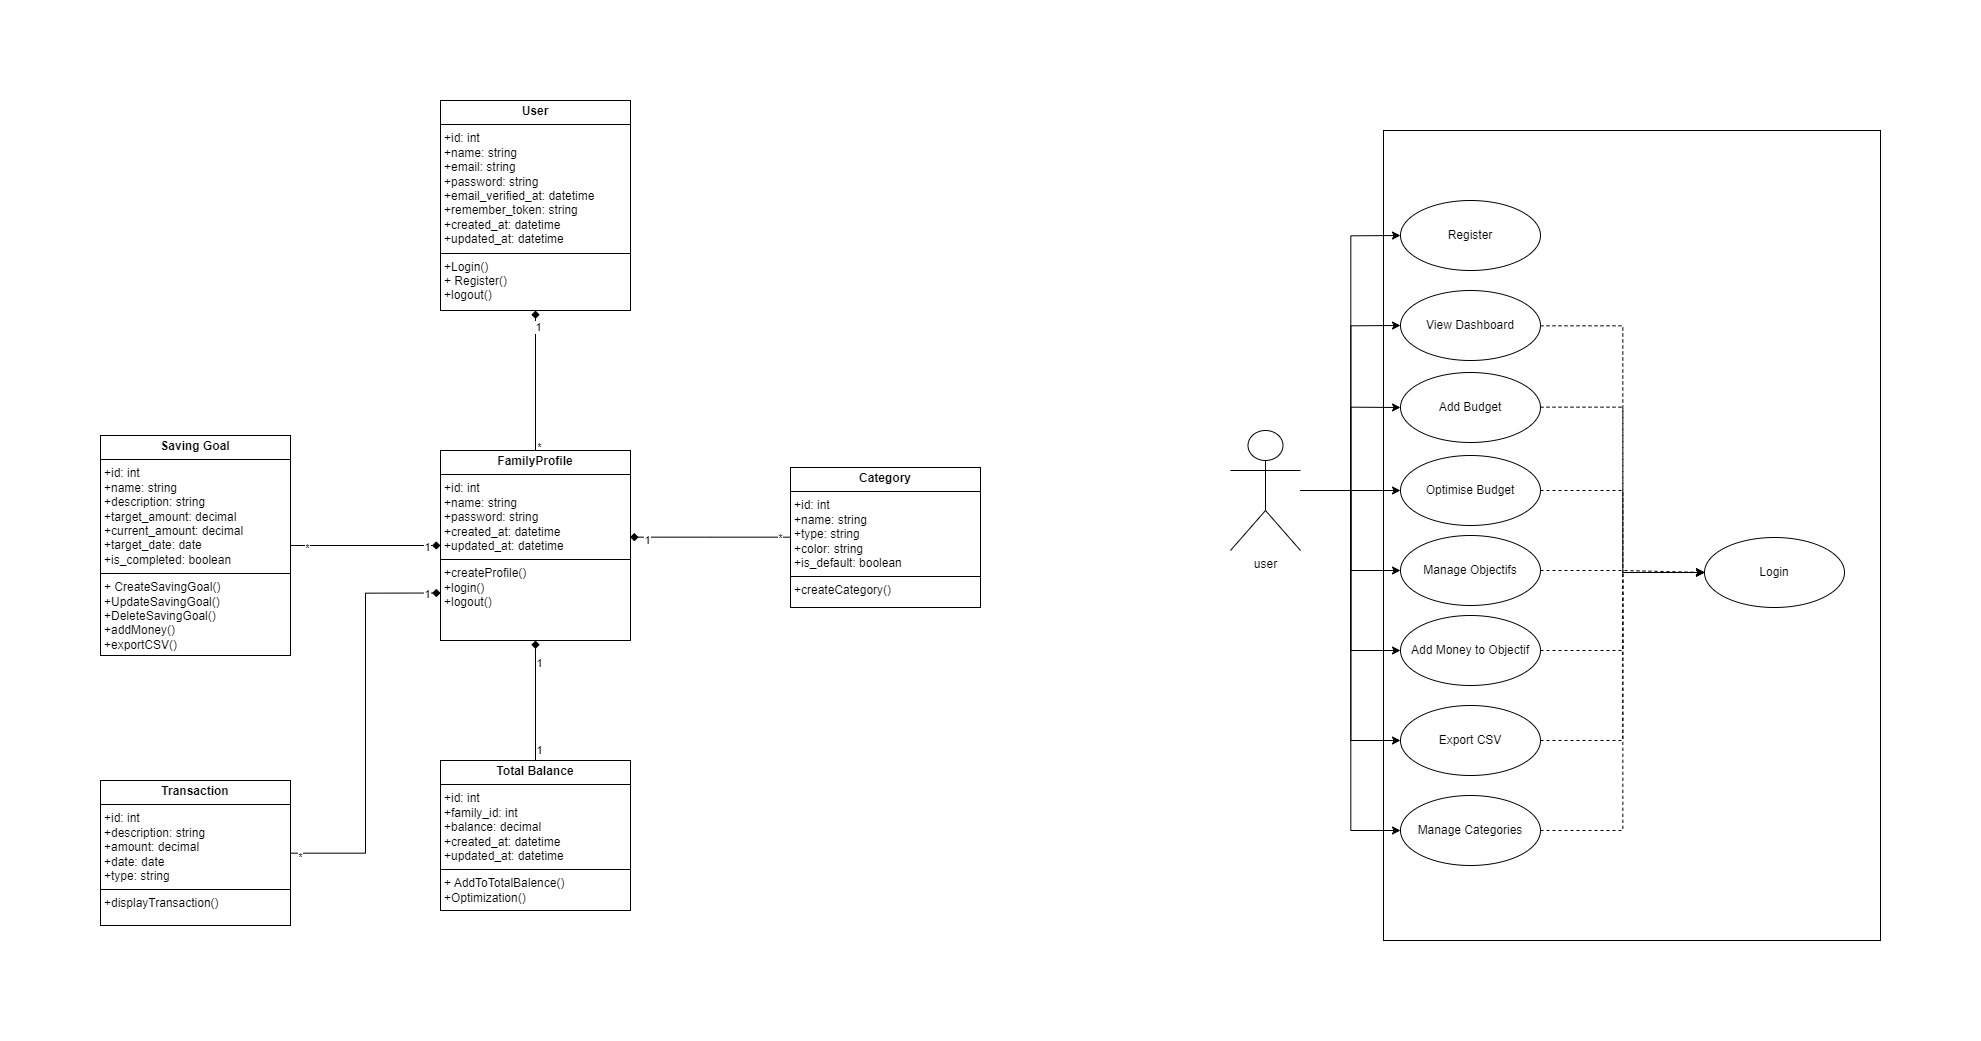 User
+id: int
+name: string
+email: string
+password: string
+email_verified_at: datetime
+remember_token: string
+created_at: datetime
+updated_at: datetime
+Login()
+ Register()
+logout()
1
*
FamilyProfile
+id: int
+name: string
+password: string
+created_at: datetime
+updated_at: datetime
+createProfile()
+login()
+logout()
Saving Goal
+id: int
+name: string
+description: string
+target_amount: decimal
+current_amount: decimal
+target_date: date
+is_completed: boolean
+ CreateSavingGoal()
+UpdateSavingGoal()
+DeleteSavingGoal()
+addMoney()
+exportCSV()
*
1
1
*
Category
+id: int
+name: string
+type: string
+color: string
+is_default: boolean
+createCategory()
1
*
Transaction
+id: int
+description: string
+amount: decimal
+date: date
+type: string
+displayTransaction()
1
1
Total Balance
+id: int
+family_id: int
+balance: decimal
+created_at: datetime
+updated_at: datetime
+ AddToTotalBalence()
+Optimization()
user
Register
View Dashboard
Add Budget
Optimise Budget
Manage Objectifs
Add Money to Objectif
Export CSV
Manage Categories
Login